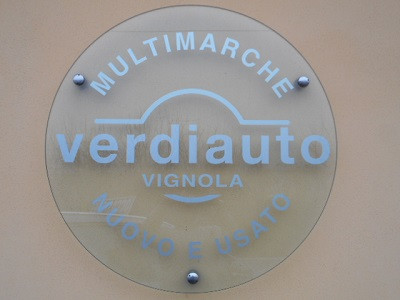 MULTIMARCHE
verdiauto
VIGNOLA
NUOVO E USATO